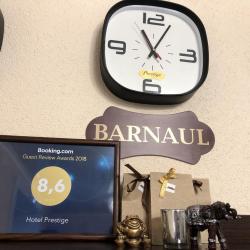 12
9
3
6
Prestige
BARNAUL
Booking.com
Guest Review Awards 2018
8,6
Hotel Prestige